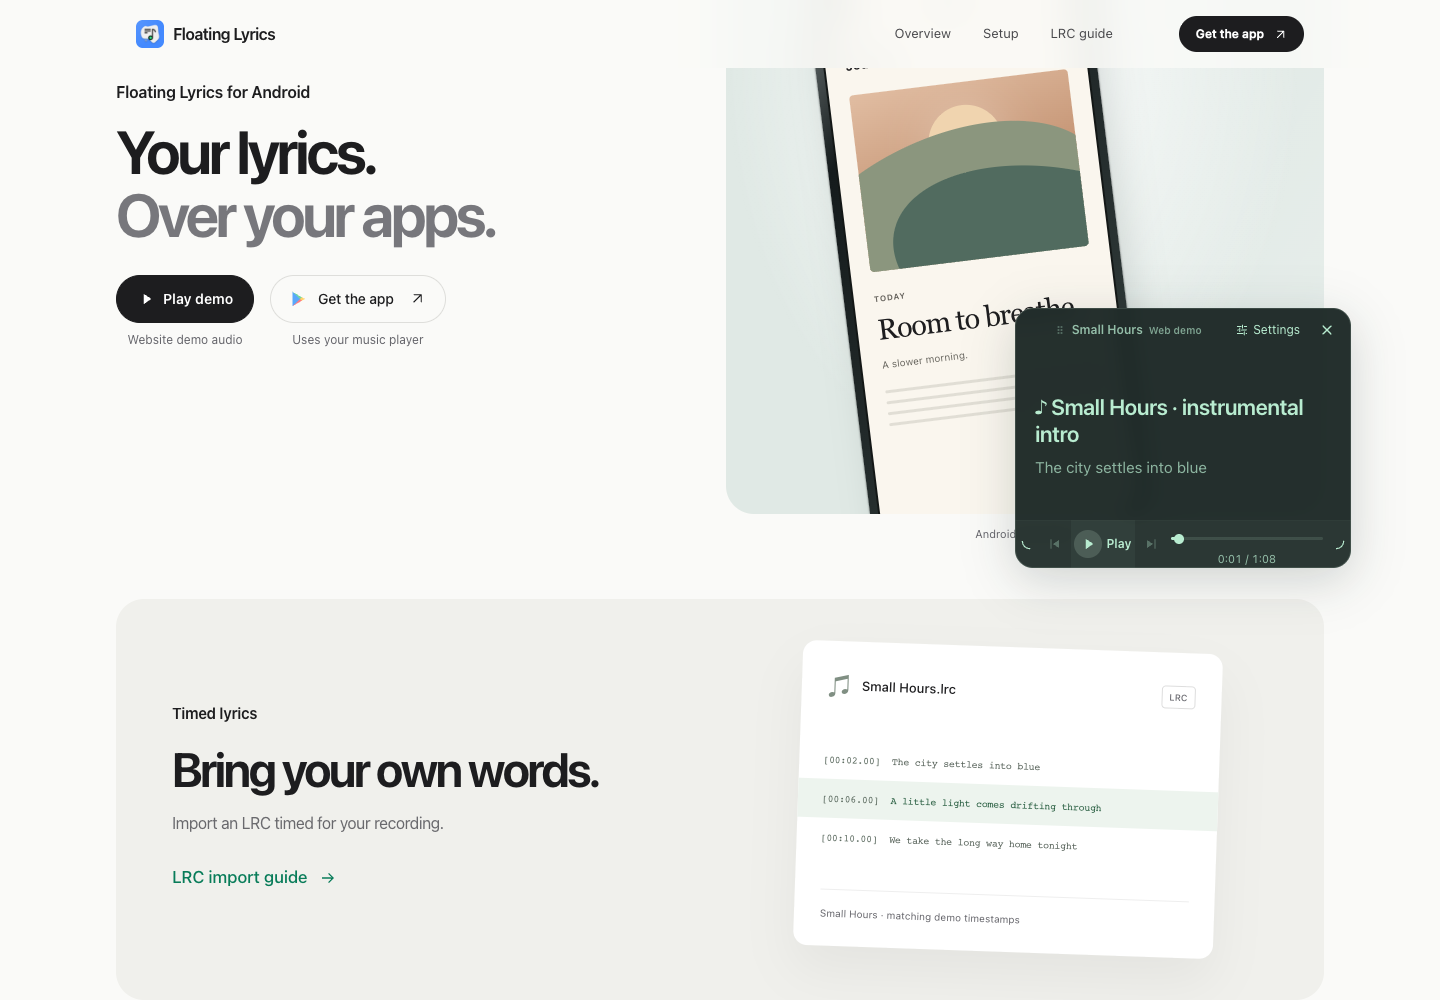 Floating Lyrics
Overview
Setup
LRC guide
Get the app
Floating Lyrics for Android
Your lyrics.
Over your apps.
Play demo
Get the app
Website demo audio
Uses your music player
TODAY
Room to breathe
A slower morning.
Small Hours Web demo
Settings
♪ Small Hours · instrumental
intro
The city settles into blue
Play
0:01 / 1:08
Android
Timed lyrics
Bring your own words.
Import an LRC timed for your recording.
LRC import guide →
Small Hours.lrc
LRC
[00:02.00] The city settles into blue
[00:06.00] A little light comes drifting through
[00:10.00] We take the long way home tonight
Small Hours · matching demo timestamps